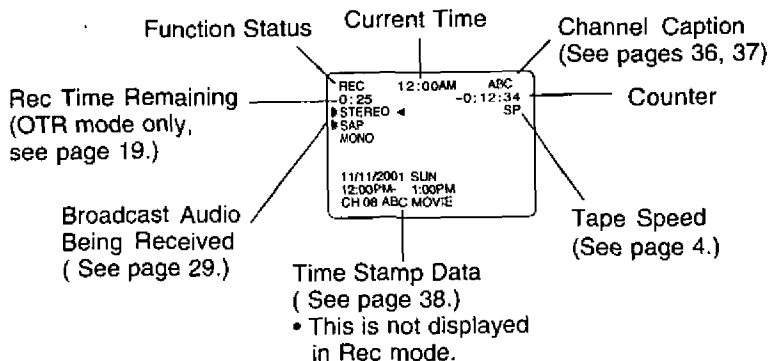 Function Status
Current Time
Channel Caption
(See pages 36, 37)
Rec Time Remaining
(OTR mode only,
see page 19.)
REC 12:00AM ABC
0:25 -0:12:34
▶STEREO ◀ SP
▶SAP
MONO
11/11/2001 SUN
12:00PM- 1:00PM
CH 08 ABC MOVIE
Counter
Broadcast Audio
Being Received
( See page 29.)
Tape Speed
(See page 4.)
Time Stamp Data
( See page 38.)
• This is not displayed
in Rec mode.